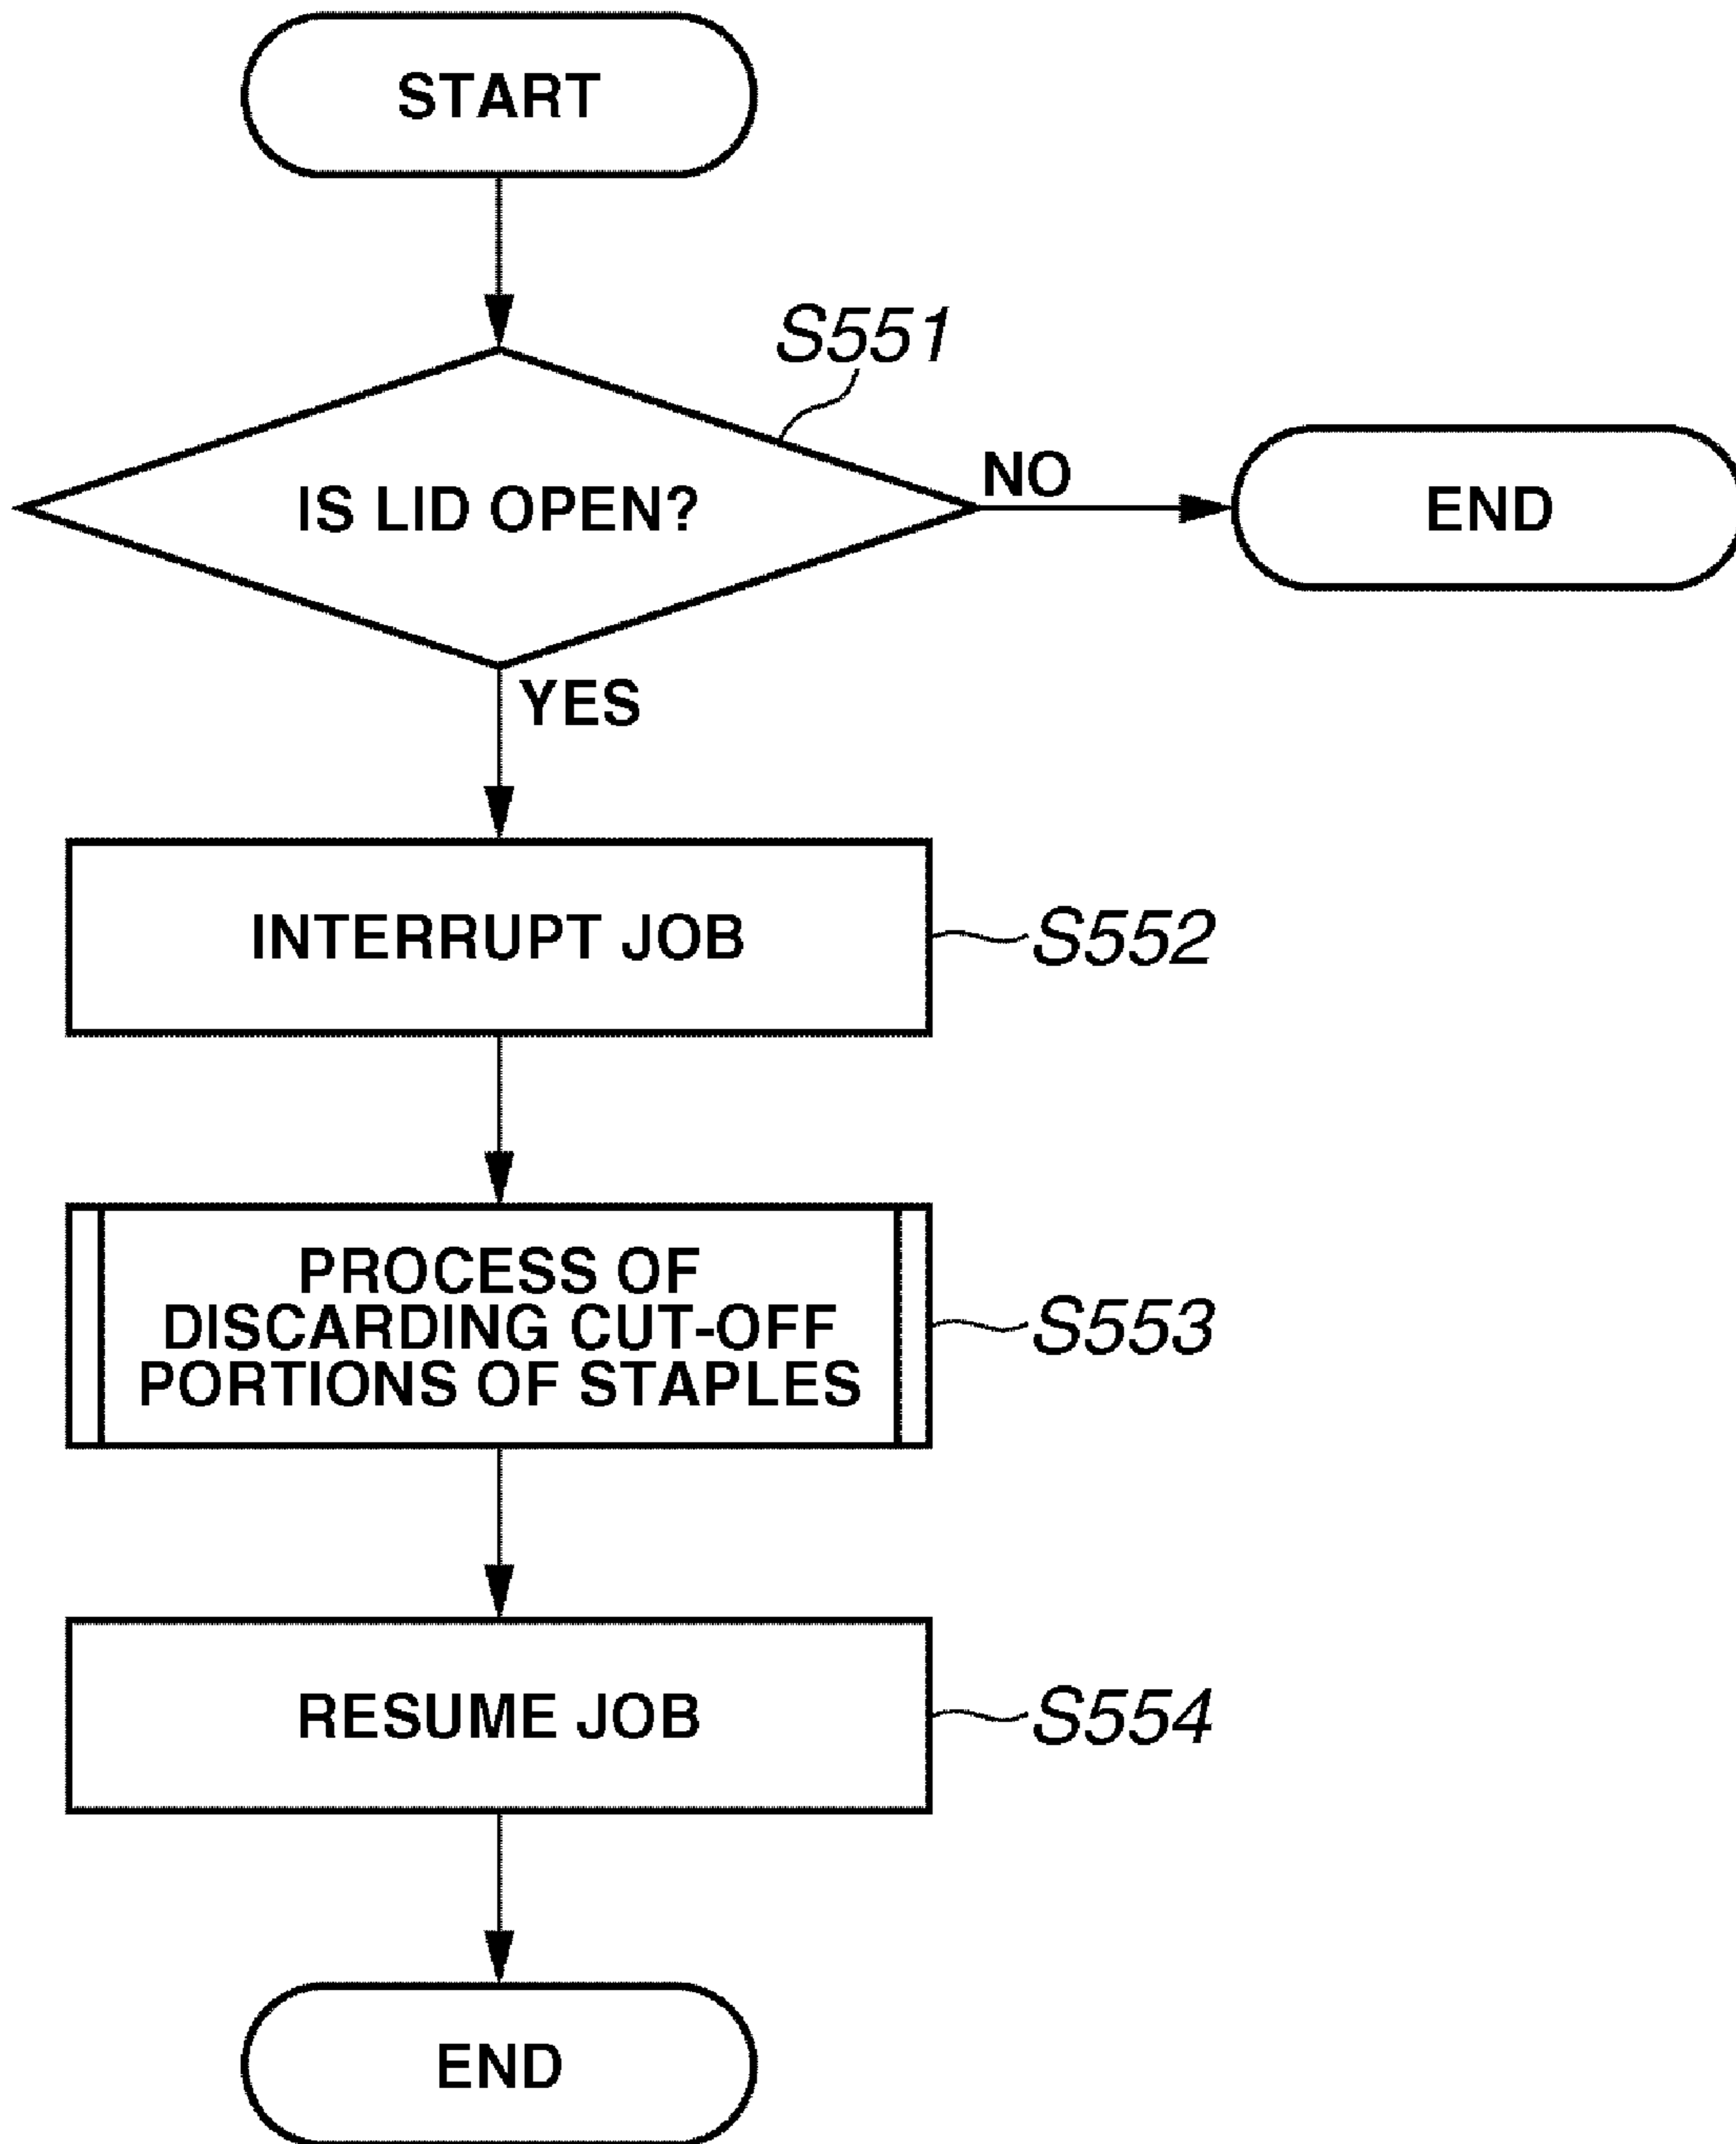 START
S551
IS LID OPEN?
NO
END
YES
INTERRUPT JOB
S552
PROCESS OF
DISCARDING CUT-OFF
PORTIONS OF STAPLES
S553
RESUME JOB
S554
END